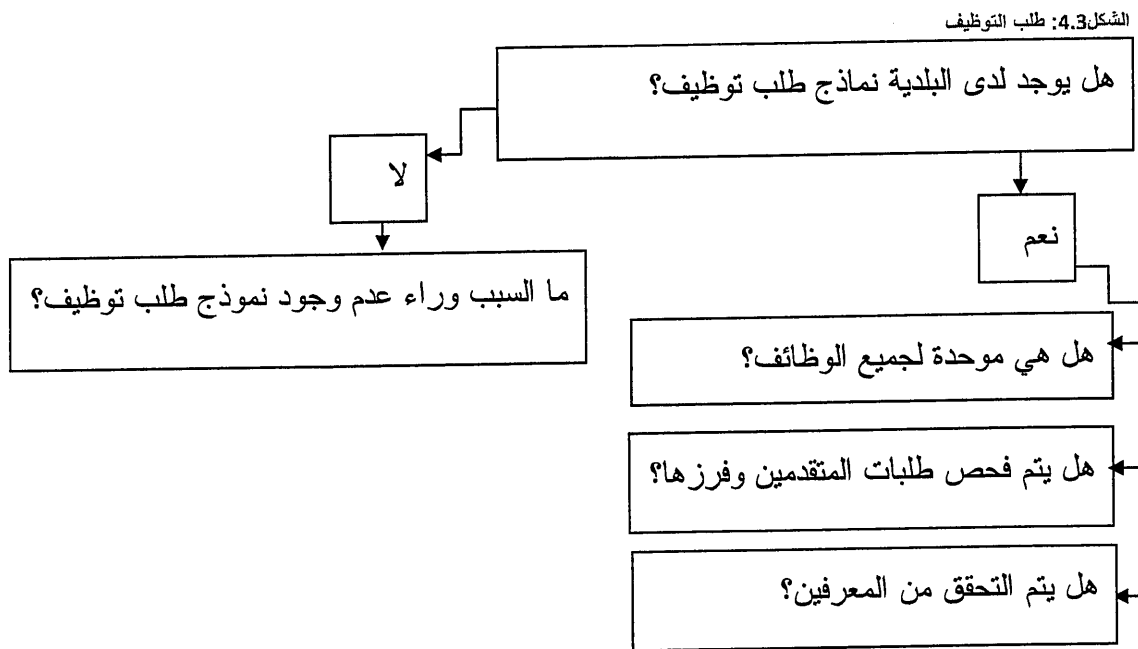 الشكل4.3: طلب التوظيف
هل يوجد لدى البلدية نماذج طلب توظيف؟
لا
نعم
ما السبب وراء عدم وجود نموذج طلب توظيف؟
هل هي موحدة لجميع الوظائف؟
هل يتم فحص طلبات المتقدمين وفرزها؟
هل يتم التحقق من المعرفين؟